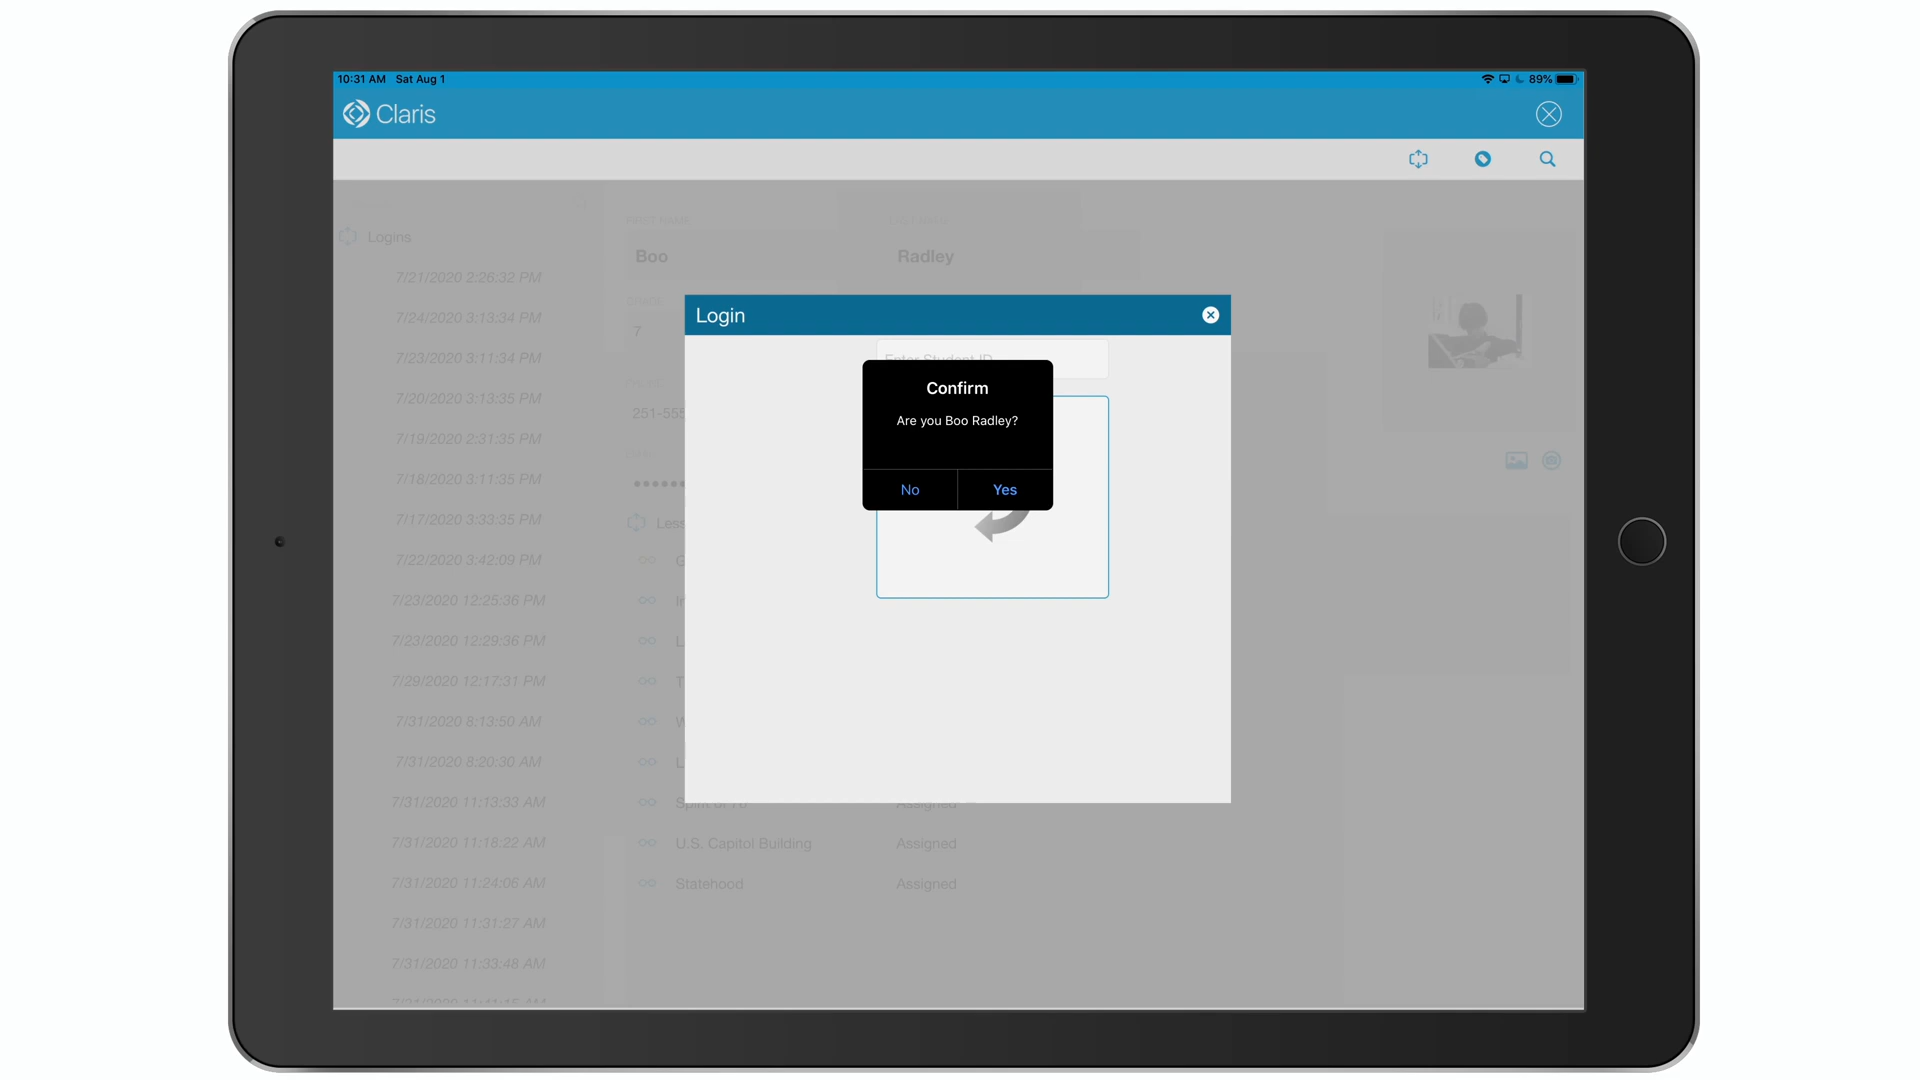 10:31 AM Sat Aug 1
89%
Claris
Logins
7/21/2020 2:26:32 PM
7/24/2020 3:13:34 PM
7/23/2020 3:11:34 PM
7/20/2020 3:13:35 PM
7/19/2020 2:31:35 PM
7/18/2020 3:11:35 PM
7/17/2020 3:33:35 PM
7/22/2020 3:42:09 PM
7/23/2020 12:25:36 PM
7/23/2020 12:29:36 PM
7/29/2020 12:17:31 PM
7/31/2020 8:13:50 AM
7/31/2020 8:20:30 AM
7/31/2020 11:13:33 AM
7/31/2020 11:18:22 AM
7/31/2020 11:24:06 AM
7/31/2020 11:31:27 AM
7/31/2020 11:33:48 AM
FIRST NAME
Boo
Radley
7
251-555
Login
Enter Student ID
Confirm
Are you Boo Radley?
No Yes
Assigned
U.S. Capitol Building Assigned
Statehood Assigned